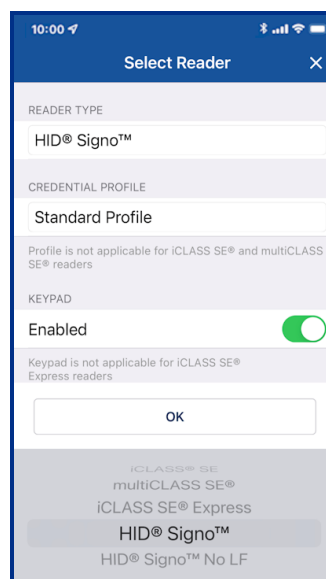 10:00
Select Reader
READER TYPE
HID® Signo™
CREDENTIAL PROFILE
Standard Profile
Profile is not applicable for iCLASS SE® and multiCLASS
SE® readers
KEYPAD
Enabled
Keypad is not applicable for iCLASS SE®
Express readers
OK
iCLASS® SE
multiCLASS SE®
iCLASS SE® Express
HID® Signo™
HID® Signo™ No LF